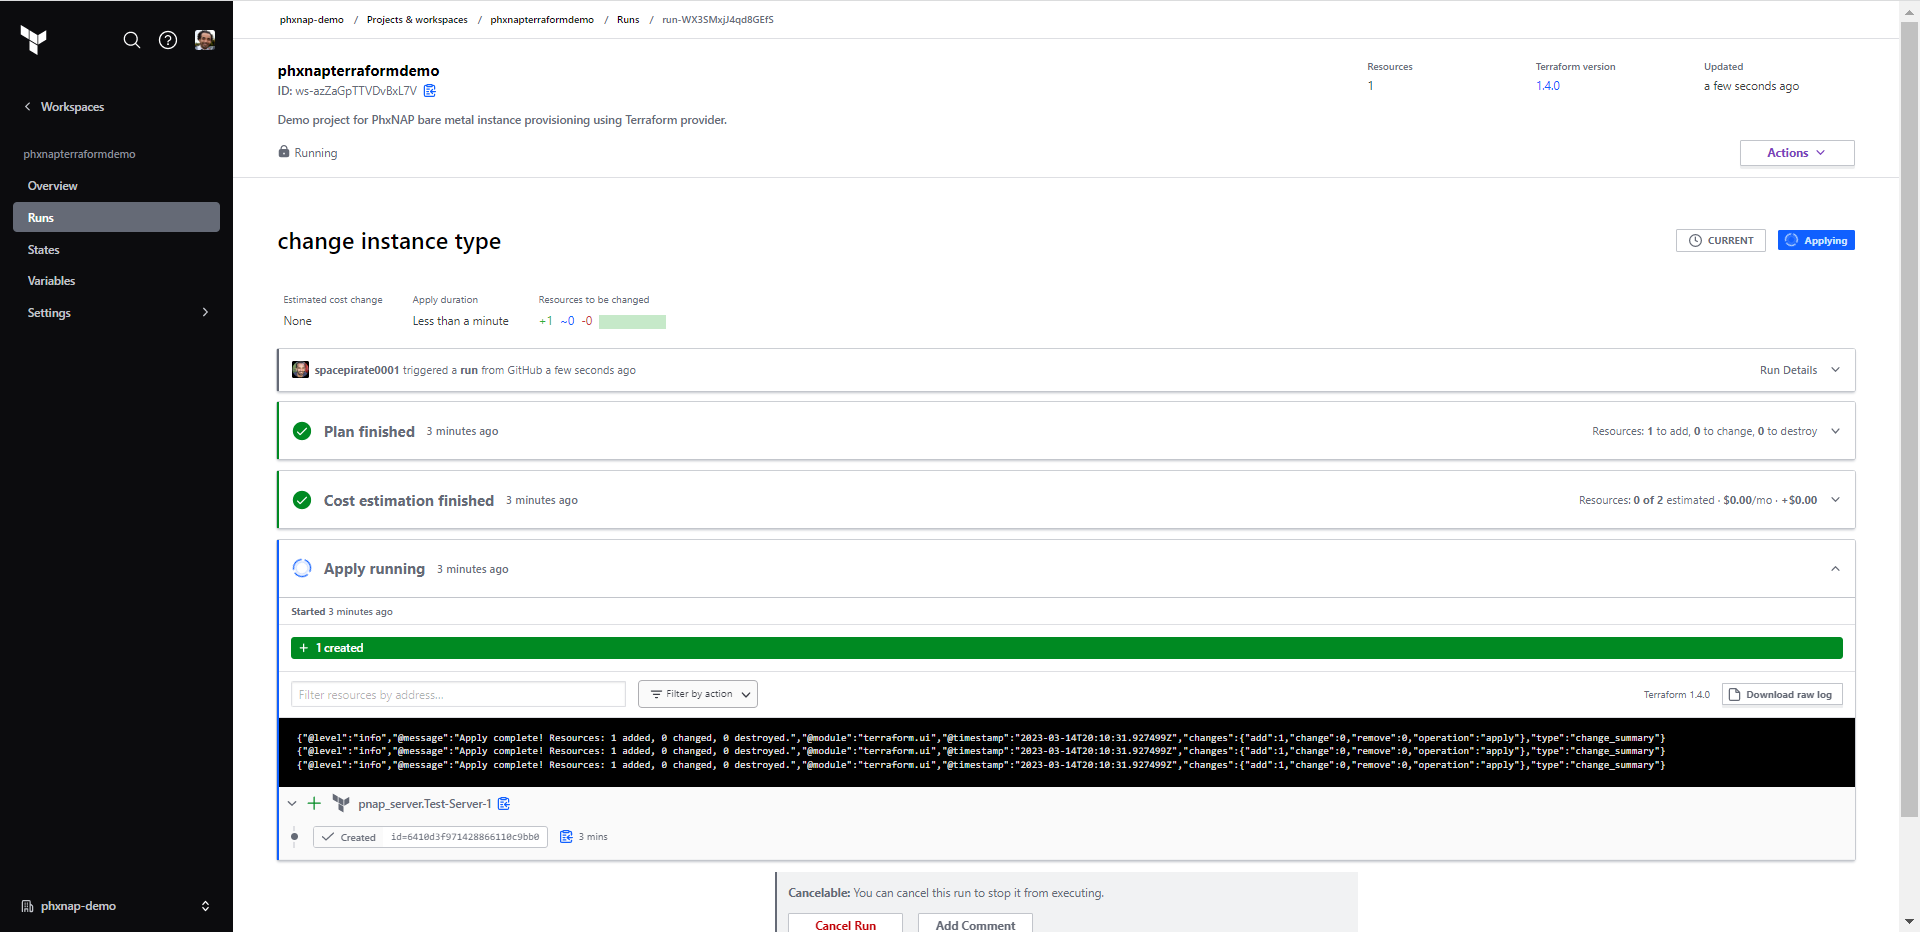 phxnap-demo / Projects & workspaces / phxnapterraformdemo / Runs / run-WX3SMxjJ4qd8GEfS
Workspaces
phxnapterraformdemo
Overview
Runs
States
Variables
Settings
phxnap-demo
phxnapterraformdemo
ID: ws-azZaGpTTVDvBxL7V
Demo project for PhxNAP bare metal instance provisioning using Terraform provider.
Running
Resources
1
Terraform version
1.4.0
Updated
a few seconds ago
Actions
change instance type
CURRENT
Applying
Estimated cost change
None
Apply duration
Less than a minute
Resources to be changed
+1 ~0 -0
spacepirate0001 triggered a run from GitHub a few seconds ago
Run Details
Plan finished 3 minutes ago
Resources: 1 to add, 0 to change, 0 to destroy
Cost estimation finished 3 minutes ago
Resources: 0 of 2 estimated · $0.00/mo · +$0.00
Apply running 3 minutes ago
Started 3 minutes ago
+ 1 created
Filter resources by address...
Filter by action
Terraform 1.4.0
Download raw log
{"@level":"info","@message":"Apply complete! Resources: 1 added, 0 changed, 0 destroyed.","@module":"terraform.ui","@timestamp":"2023-03-14T20:10:31.927499Z","changes":{"add":1,"change":0,"remove":0,"operation":"apply"},"type":"change_summary"}
{"@level":"info","@message":"Apply complete! Resources: 1 added, 0 changed, 0 destroyed.","@module":"terraform.ui","@timestamp":"2023-03-14T20:10:31.927499Z","changes":{"add":1,"change":0,"remove":0,"operation":"apply"},"type":"change_summary"}
{"@level":"info","@message":"Apply complete! Resources: 1 added, 0 changed, 0 destroyed.","@module":"terraform.ui","@timestamp":"2023-03-14T20:10:31.927499Z","changes":{"add":1,"change":0,"remove":0,"operation":"apply"},"type":"change_summary"}
pnap_server.Test-Server-1
Created id=6410d3f971428866110c9bb0 3 mins
Cancelable: You can cancel this run to stop it from executing.
Cancel Run
Add Comment